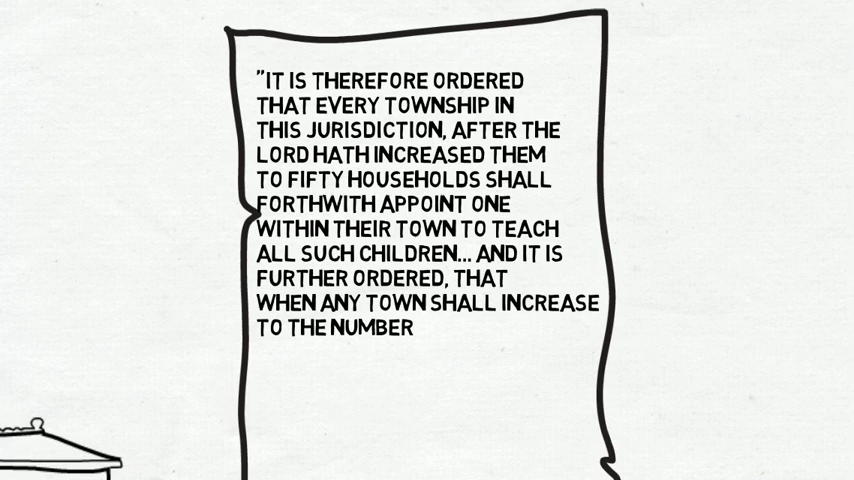 "IT IS THEREFORE ORDERED
THAT EVERY TOWNSHIP IN
THIS JURISDICTION, AFTER THE
LORD HATH INCREASED THEM
TO FIFTY HOUSEHOLDS SHALL
FORTHWITH APPOINT ONE
WITHIN THEIR TOWN TO TEACH
ALL SUCH CHILDREN... AND IT IS
FURTHER ORDERED, THAT
WHEN ANY TOWN SHALL INCREASE
TO THE NUMBER